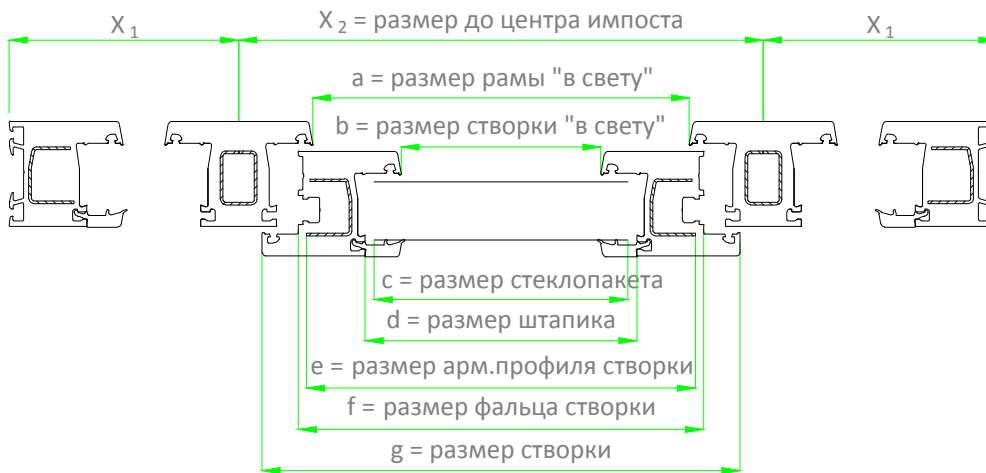 X 1 X 2 = размер до центра импоста X 1
a = размер рамы "в свету"
b = размер створки "в свету"
c = размер стеклопакета
d = размер штапика
e = размер арм.профиля створки
f = размер фальца створки
g = размер створки